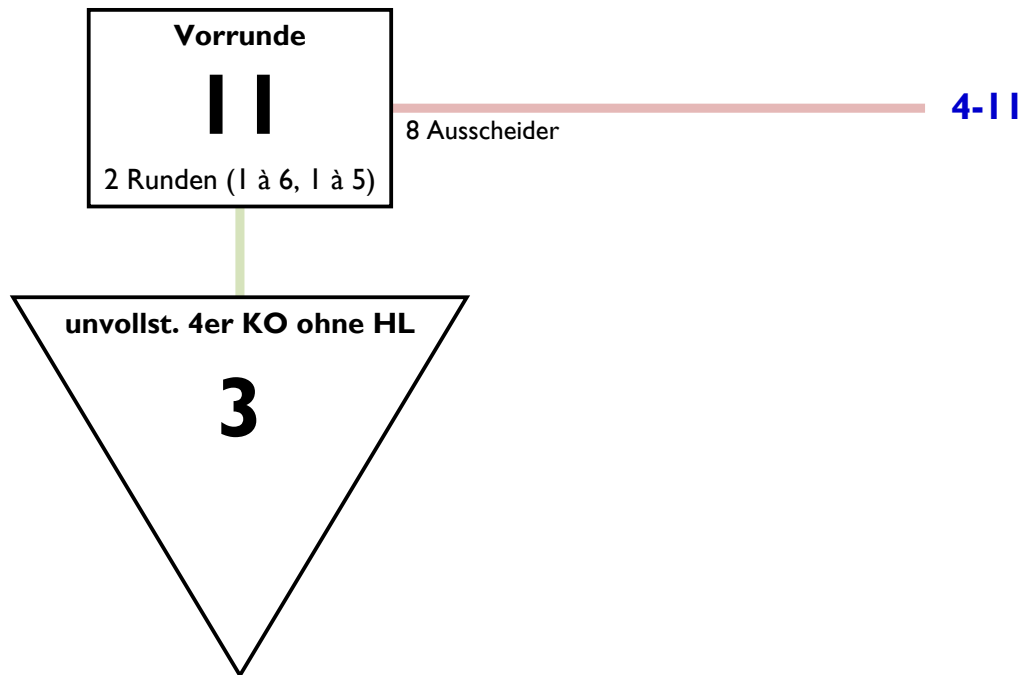 Vorrunde
11
2 Runden (1 à 6, 1 à 5)
8 Ausscheider
4-11
unvollst. 4er KO ohne HL
3